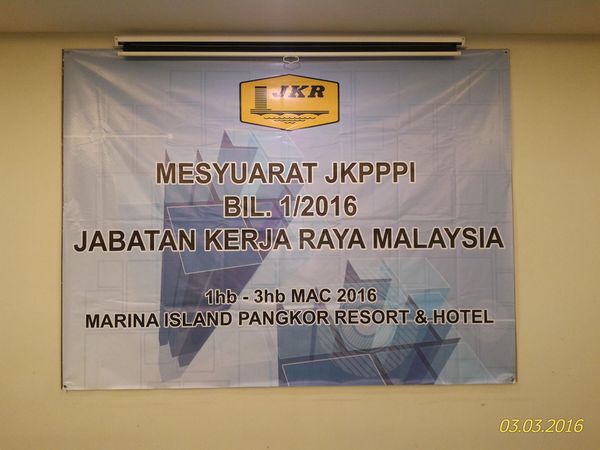 JKR
MESYUARAT JKPPPI
BIL. 1/2016
JABATAN KERJA RAYA MALAYSIA
1hb - 3hb MAC 2016
MARINA ISLAND PANGKOR RESORT & HOTEL
03.03.2016